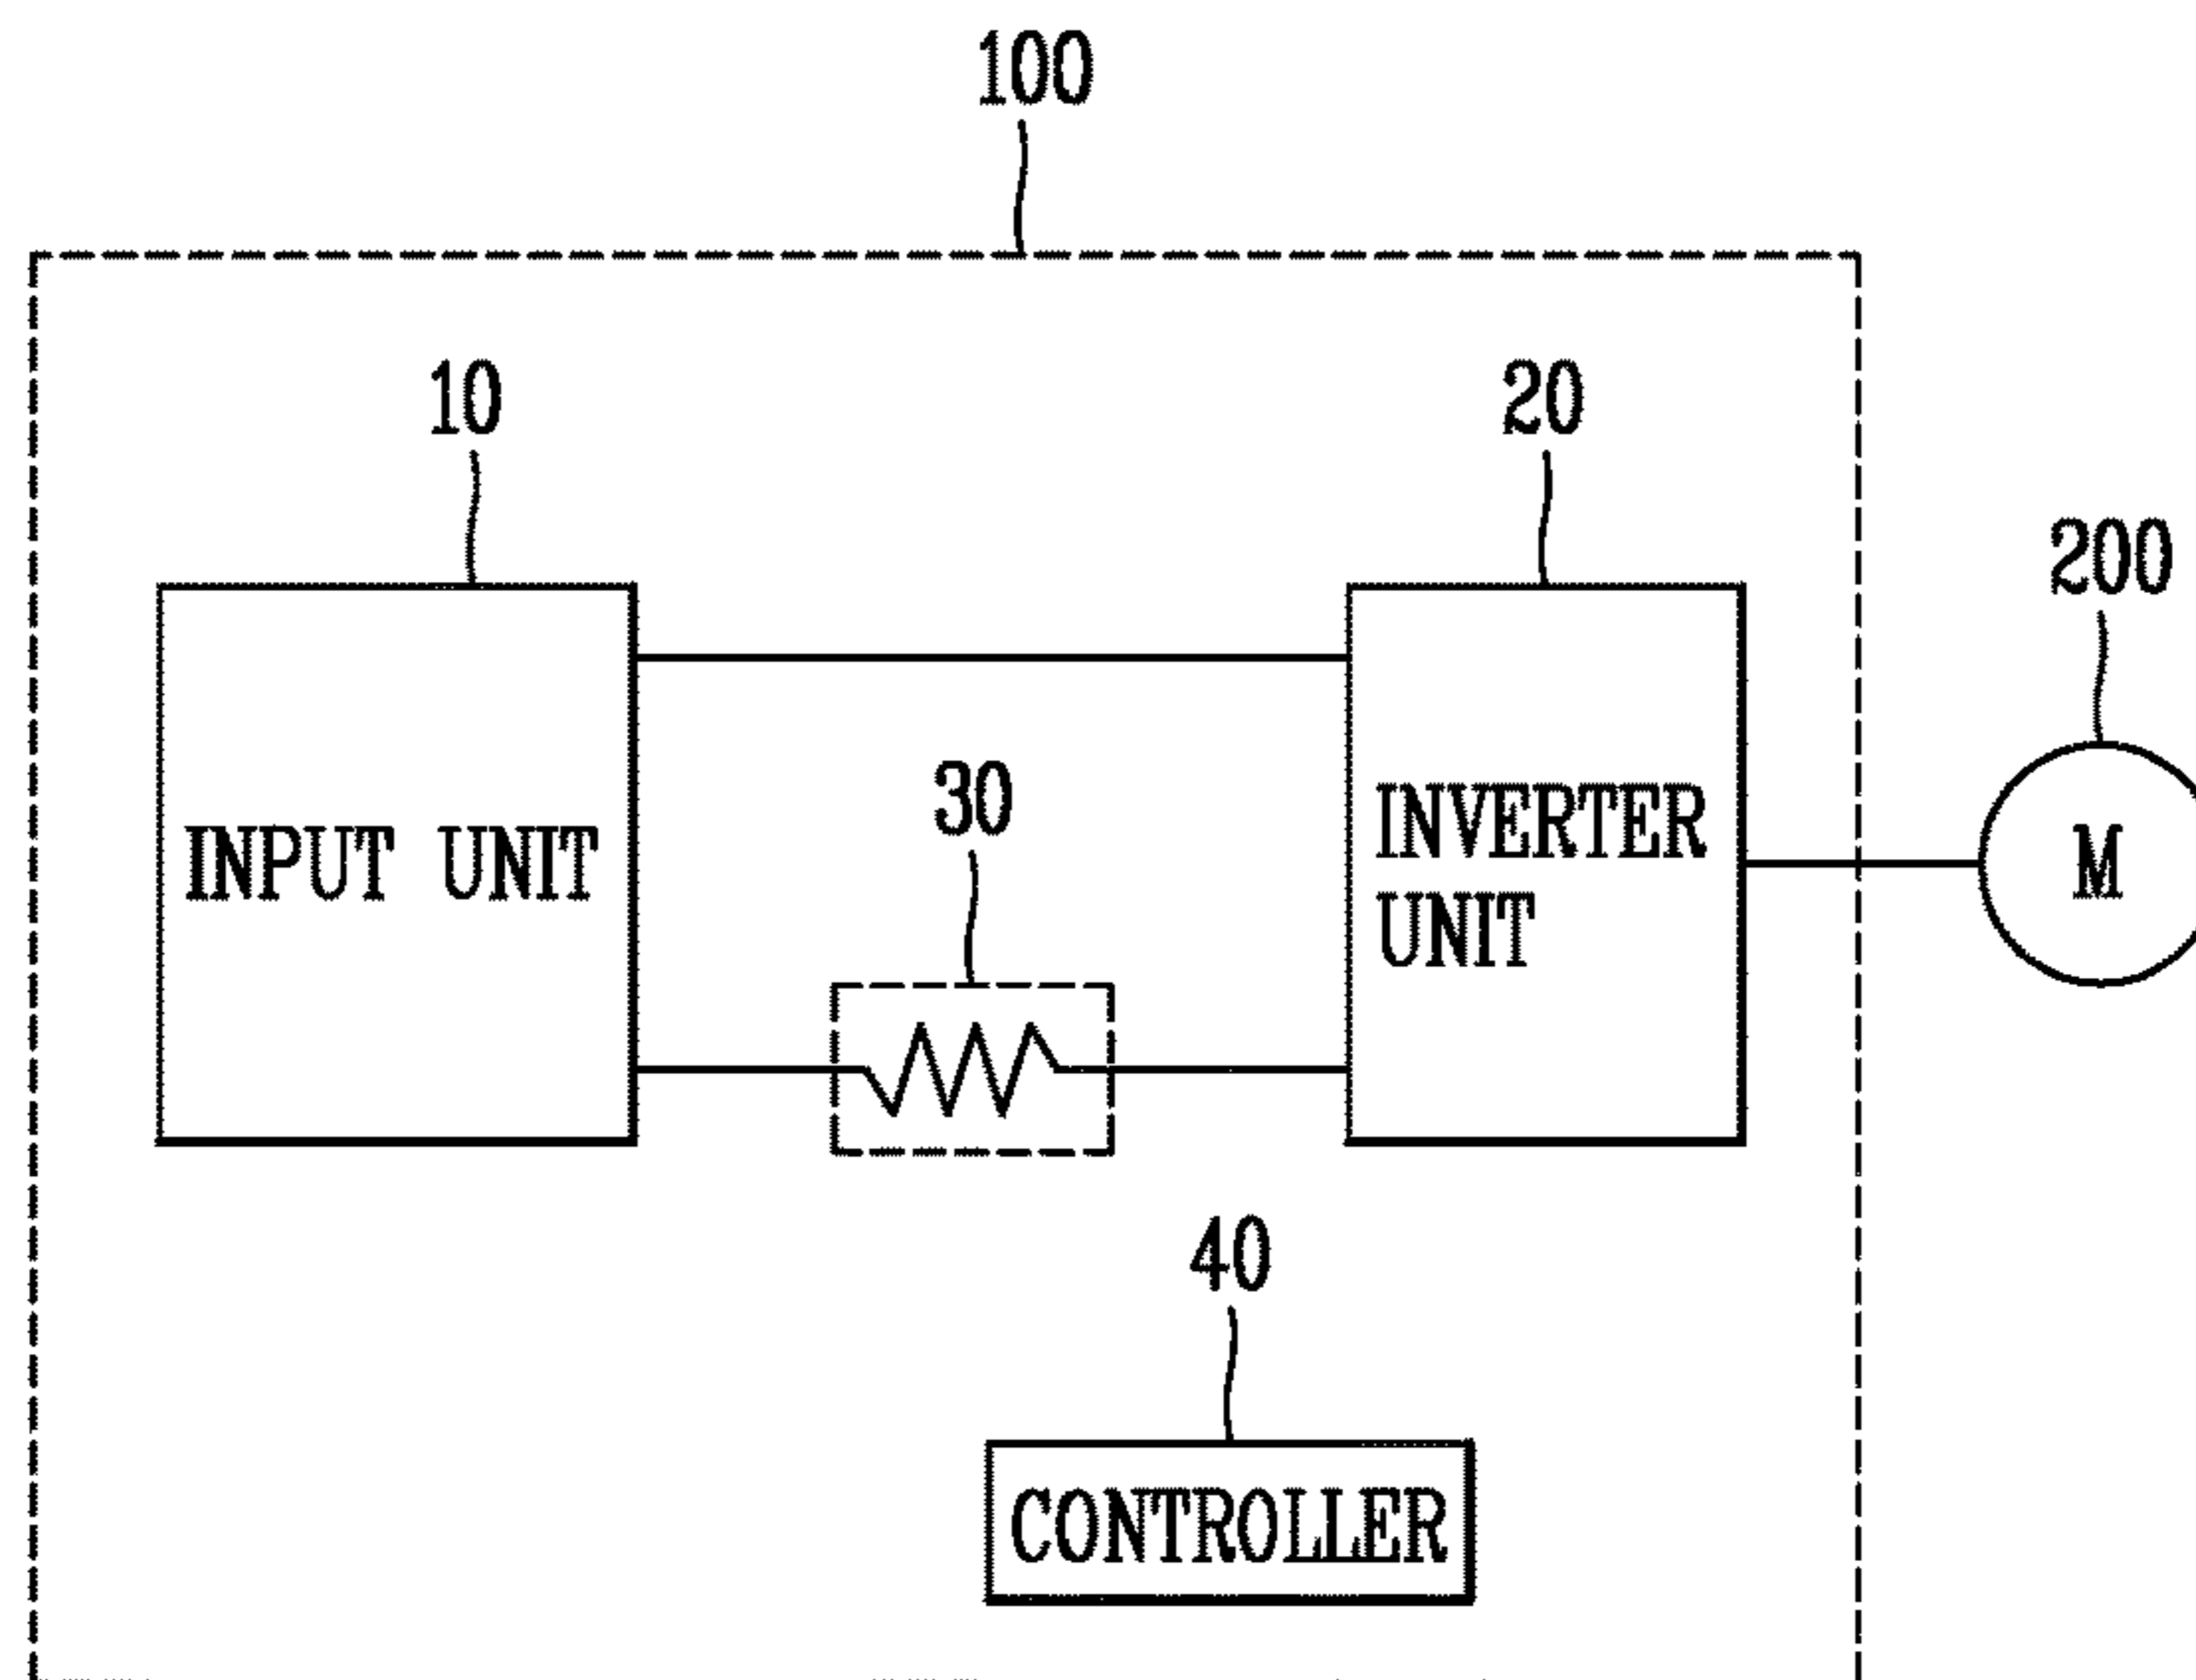 100
10
20
200
30
INPUT UNIT
INVERTER
UNIT
M
40
CONTROLLER